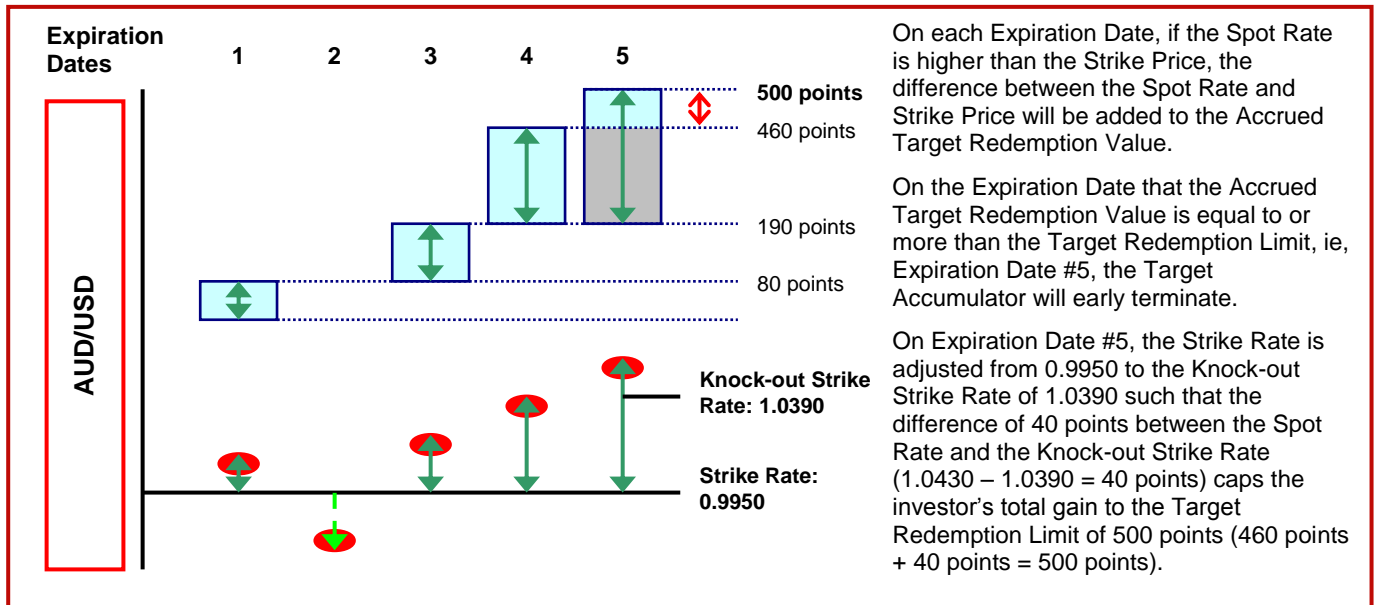 Expiration
Dates
1 2 3 4 5
500 points
460 points
190 points
80 points
AUD/USD
Knock-out Strike
Rate: 1.0390
Strike Rate:
0.9950
On each Expiration Date, if the Spot Rate
is higher than the Strike Price, the
difference between the Spot Rate and
Strike Price will be added to the Accrued
Target Redemption Value.
On the Expiration Date that the Accrued
Target Redemption Value is equal to or
more than the Target Redemption Limit, ie,
Expiration Date #5, the Target
Accumulator will early terminate.
On Expiration Date #5, the Strike Rate is
adjusted from 0.9950 to the Knock-out
Strike Rate of 1.0390 such that the
difference of 40 points between the Spot
Rate and the Knock-out Strike Rate
(1.0430 – 1.0390 = 40 points) caps the
investor’s total gain to the Target
Redemption Limit of 500 points (460 points
+ 40 points = 500 points).